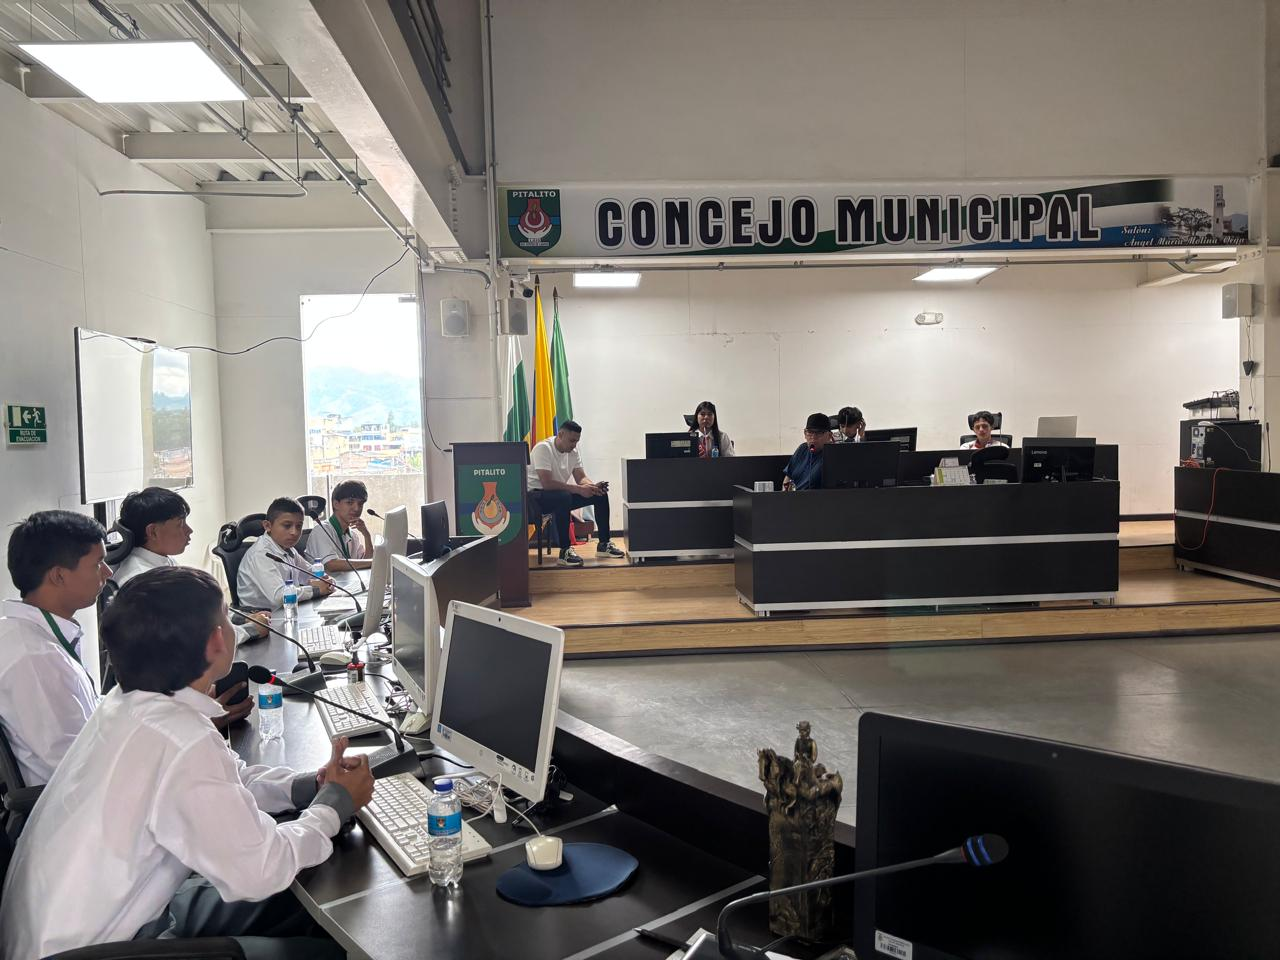 PITALITO
CONCEJO MUNICIPAL
Salón:
Angel María Molina Vega
RUTA DE
EVACUACIÓN
PITALITO
Lenovo